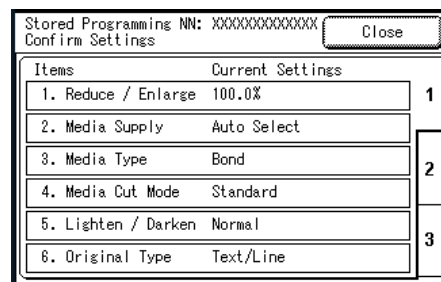 Stored Programming NN: XXXXXXXXXXXXX
Confirm Settings
Close
Items Current Settings
1. Reduce / Enlarge 100.0%
2. Media Supply Auto Select
3. Media Type Bond
4. Media Cut Mode Standard
5. Lighten / Darken Normal
6. Original Type Text/Line
1
2
3